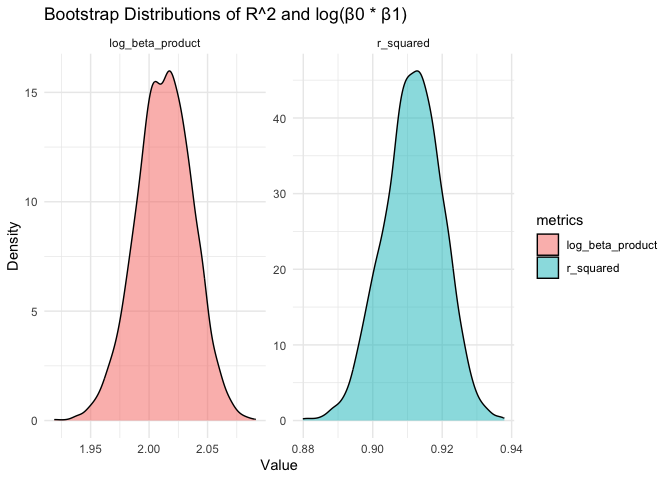 Bootstrap Distributions of R^2 and log(β0 * β1)
log_beta_product
r_squared
15
10
5
0
40
30
20
10
0
1.95
2.00
2.05
0.88
0.90
0.92
0.94
Density
Value
metrics
log_beta_product
r_squared